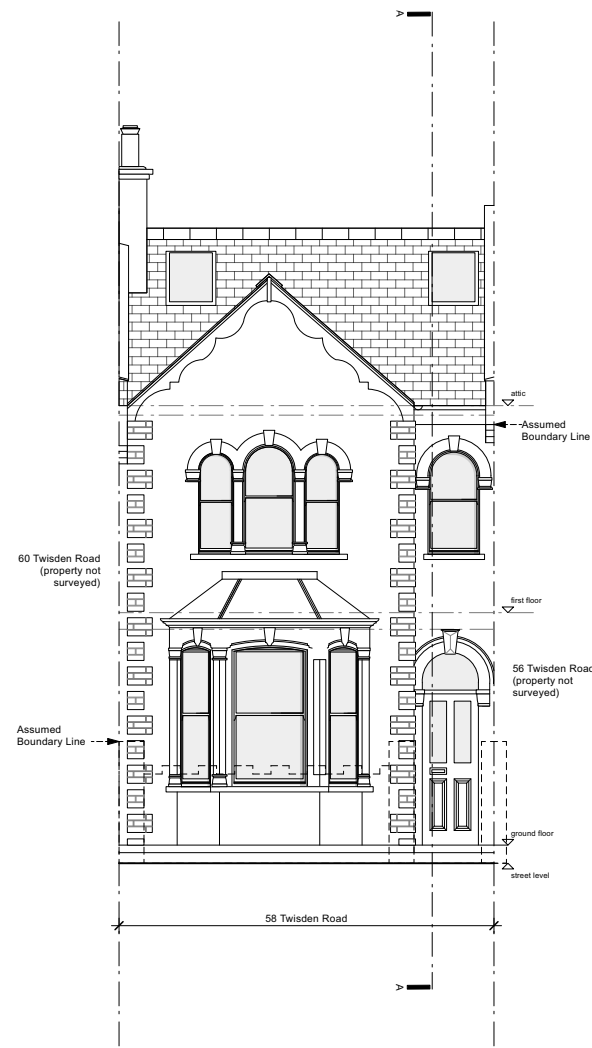 A
attic
Assumed
Boundary Line
60 Twisden Road
(property not
surveyed)
first floor
56 Twisden Road
(property not
surveyed)
Assumed
Boundary Line
ground floor
street level
58 Twisden Road
A